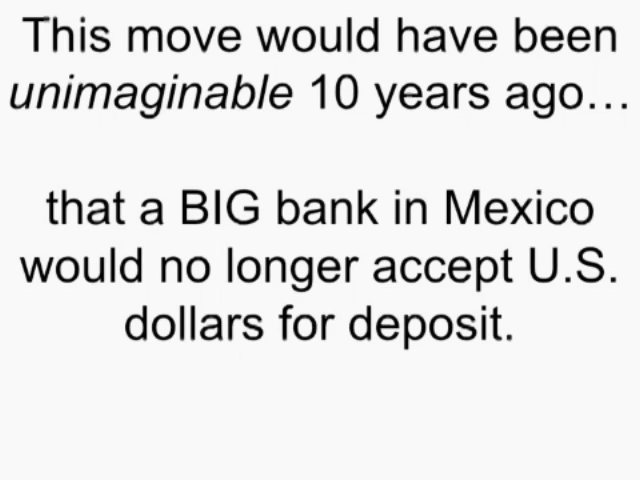 This move would have been
unimaginable 10 years ago…
that a BIG bank in Mexico
would no longer accept U.S.
dollars for deposit.